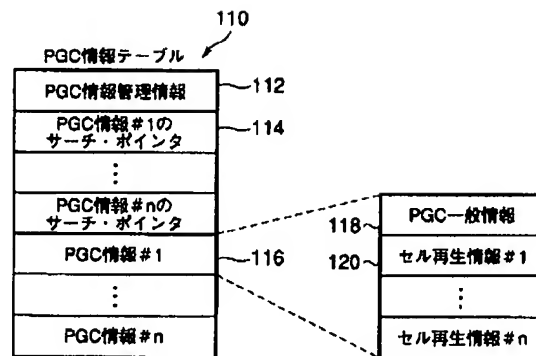 110
PGC情報テーブル
PGC情報管理情報
112
PGC情報#1の
サーチ・ポインタ
114
⋮
PGC情報#nの
サーチ・ポインタ
PGC情報#1
116
⋮
PGC情報#n
118
PGC一般情報
120
セル再生情報#1
⋮
セル再生情報#n